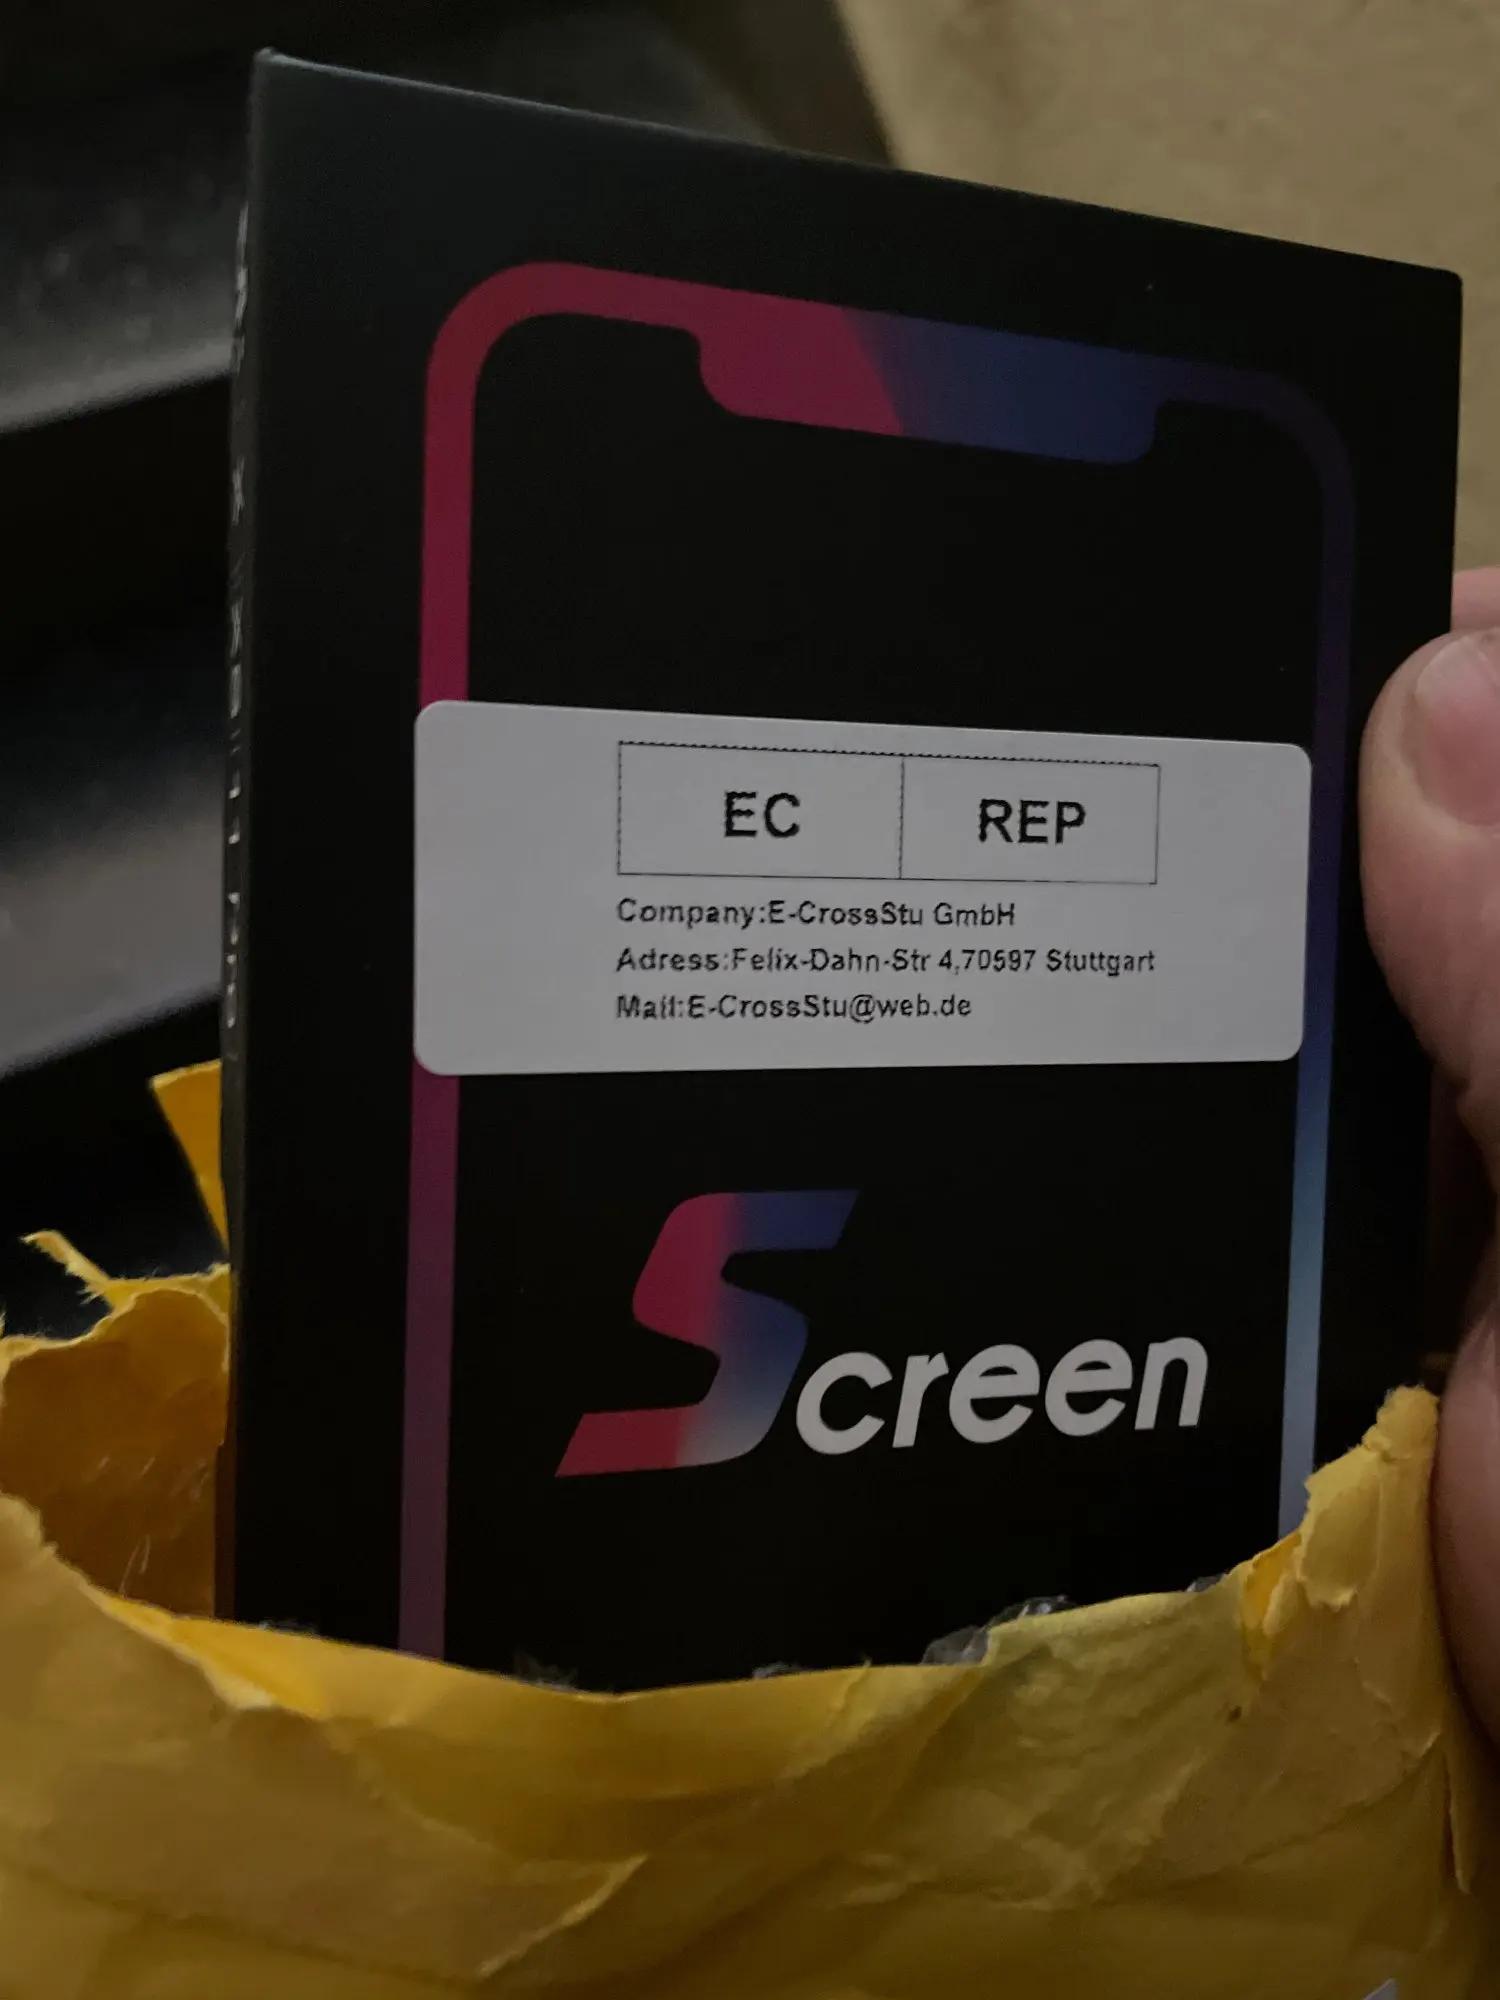 EC REP
Company:E-CrossStu GmbH
Adress:Felix-Dahn-Str 4,70597 Stuttgart
Mail:E-CrossStu@web.de
Screen